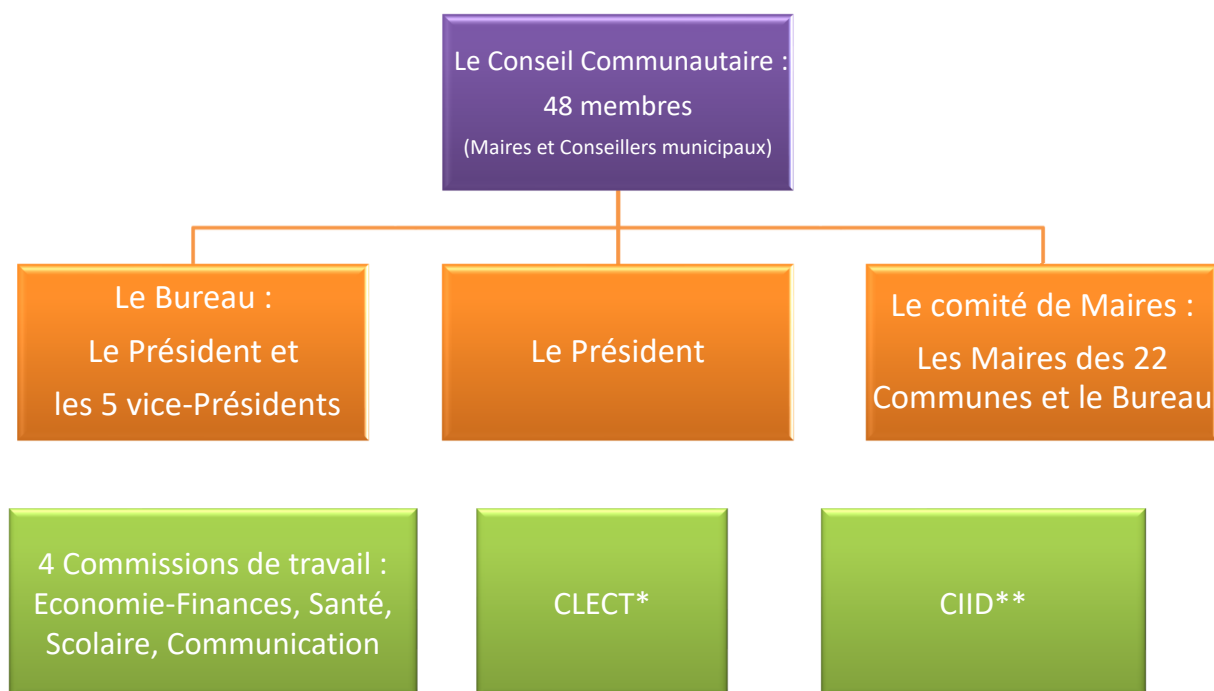 Le Conseil Communautaire :
48 membres
(Maires et Conseillers municipaux)
Le Bureau :
Le Président et
les 5 vice-Présidents
Le Président
Le comité de Maires :
Les Maires des 22
Communes et le Bureau
4 Commissions de travail :
Economie-Finances, Santé,
Scolaire, Communication
CLECT*
CIID**